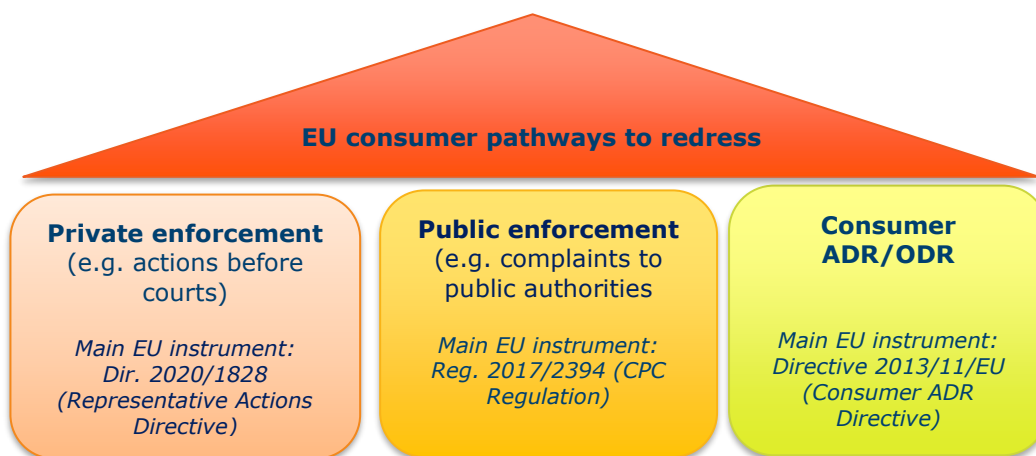 EU consumer pathways to redress
Private enforcement
(e.g. actions before
courts)
Main EU instrument:
Dir. 2020/1828
(Representative Actions
Directive)
Public enforcement
(e.g. complaints to
public authorities
Main EU instrument:
Reg. 2017/2394 (CPC
Regulation)
Consumer
ADR/ODR
Main EU instrument:
Directive 2013/11/EU
(Consumer ADR
Directive)